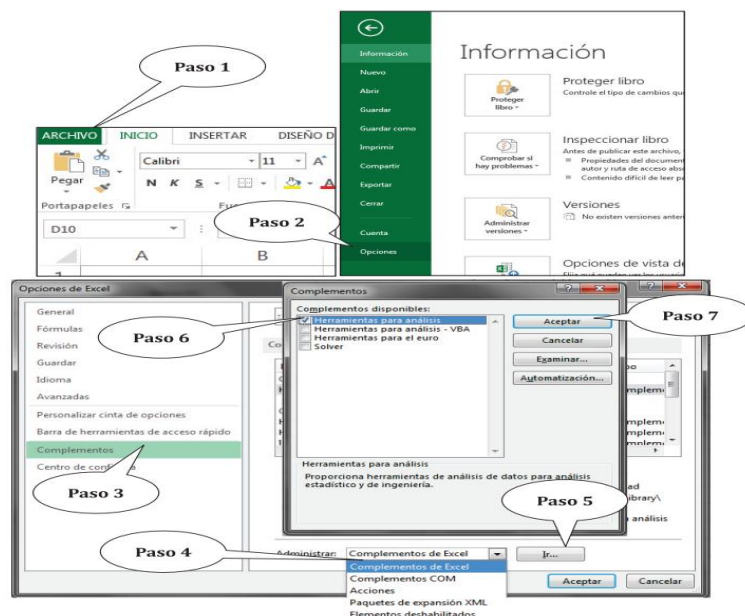 Paso 1
ARCHIVO INICIO INSERTAR DISEÑO D
Calibri 11 A
Pegar N K S A
Portapapeles
D10
A B
1
Información
Nuevo
Abrir
Guardar
Guardar como
Imprimir
Compartir
Exportar
Cerrar
Cuenta
Opciones
Paso 2
Información
Proteger libro
Controle el tipo de cambios qu
Proteger
libro
Inspeccionar libro
Antes de publicar este archivo,
Propiedades del document
autor y ruta de acceso abs
Contenido difícil de leer p
Comprobar si
hay problemas
Versiones
No existen versiones anteri
Administrar
versiones
Opciones de vista de
Opciones de Excel
General
Fórmulas
Revisión
Guardar
Idioma
Avanzadas
Personalizar cinta de opciones
Barra de herramientas de acceso rápido
Complementos
Centro de
Paso 3
Paso 6
Complementos
Complementos disponibles:
Herramientas para análisis
Herramientas para análisis - VBA
Herramientas para el euro
Solver
Aceptar
Cancelar
Examinar...
Automatización...
Paso 7
Herramientas para análisis
Proporciona herramientas de análisis de datos para análisis
estadístico y de ingeniería.
Paso 5
ad
ibrary\
análisis
Paso 4
Administrar: Complementos de Excel Ir...
Complementos de Excel
Complementos COM
Acciones
Paquetes de expansión XML
Elementos deshabilitados
Aceptar Cancelar